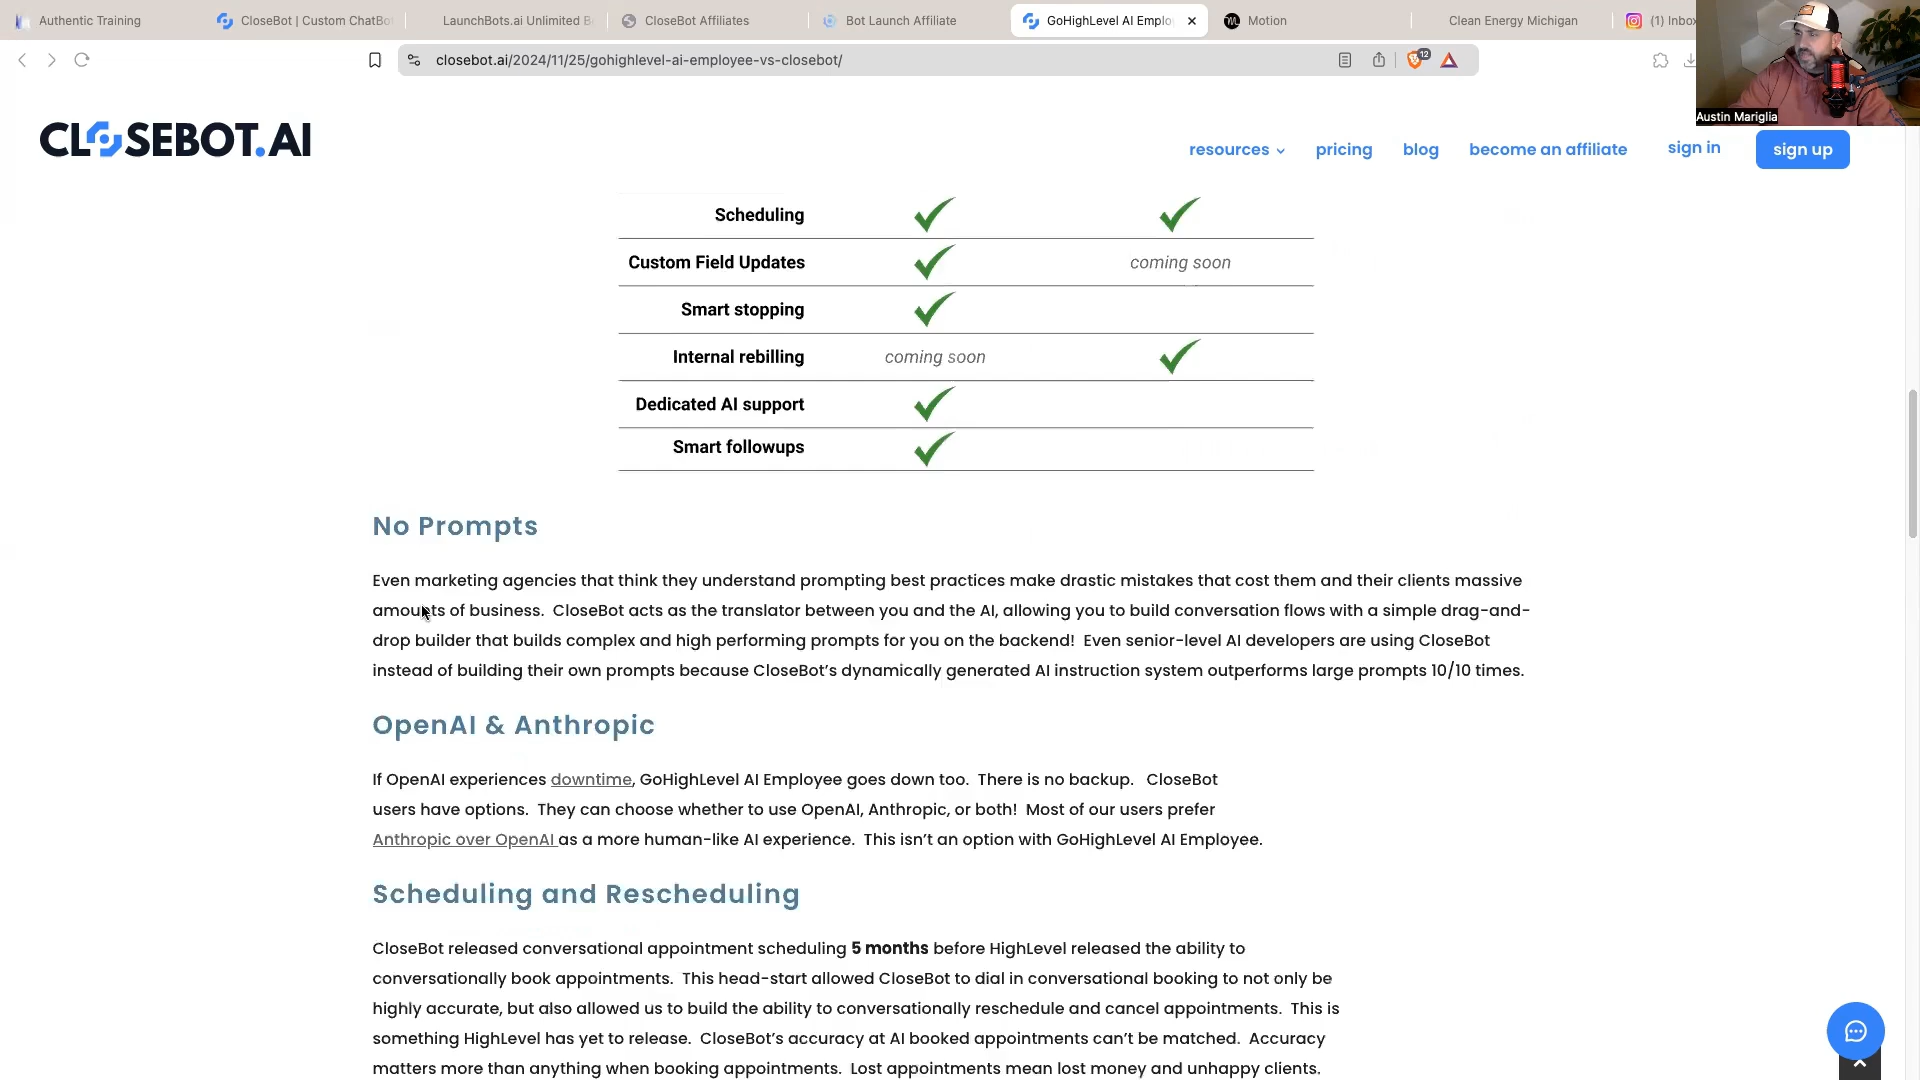 Authentic Training
CloseBot | Custom ChatBo
LaunchBots.ai Unlimited B
CloseBot Affiliates
Bot Launch Affiliate
GoHighLevel AI Emplo
Motion
Clean Energy Michigan
(1) Inbox
closebot.ai/2024/11/25/gohighlevel-ai-employee-vs-closebot/
12
Austin Mariglia
CLOSEBOT.AI
resources
pricing
blog
become an affiliate
sign in
sign up
Scheduling
Custom Field Updates coming soon
Smart stopping
Internal rebilling coming soon
Dedicated AI support
Smart followups
No Prompts
Even marketing agencies that think they understand prompting best practices make drastic mistakes that cost them and their clients massive
amounts of business. CloseBot acts as the translator between you and the AI, allowing you to build conversation flows with a simple drag-and-
drop builder that builds complex and high performing prompts for you on the backend! Even senior-level AI developers are using CloseBot
instead of building their own prompts because CloseBot's dynamically generated AI instruction system outperforms large prompts 10/10 times.
OpenAI & Anthropic
If OpenAI experiences downtime, GoHighLevel AI Employee goes down too. There is no backup. CloseBot
users have options. They can choose whether to use OpenAI, Anthropic, or both! Most of our users prefer
Anthropic over OpenAI as a more human-like AI experience. This isn't an option with GoHighLevel AI Employee.
Scheduling and Rescheduling
CloseBot released conversational appointment scheduling 5 months before HighLevel released the ability to
conversationally book appointments. This head-start allowed CloseBot to dial in conversational booking to not only be
highly accurate, but also allowed us to build the ability to conversationally reschedule and cancel appointments. This is
something HighLevel has yet to release. CloseBot's accuracy at AI booked appointments can't be matched. Accuracy
matters more than anything when booking appointments. Lost appointments mean lost money and unhappy clients.